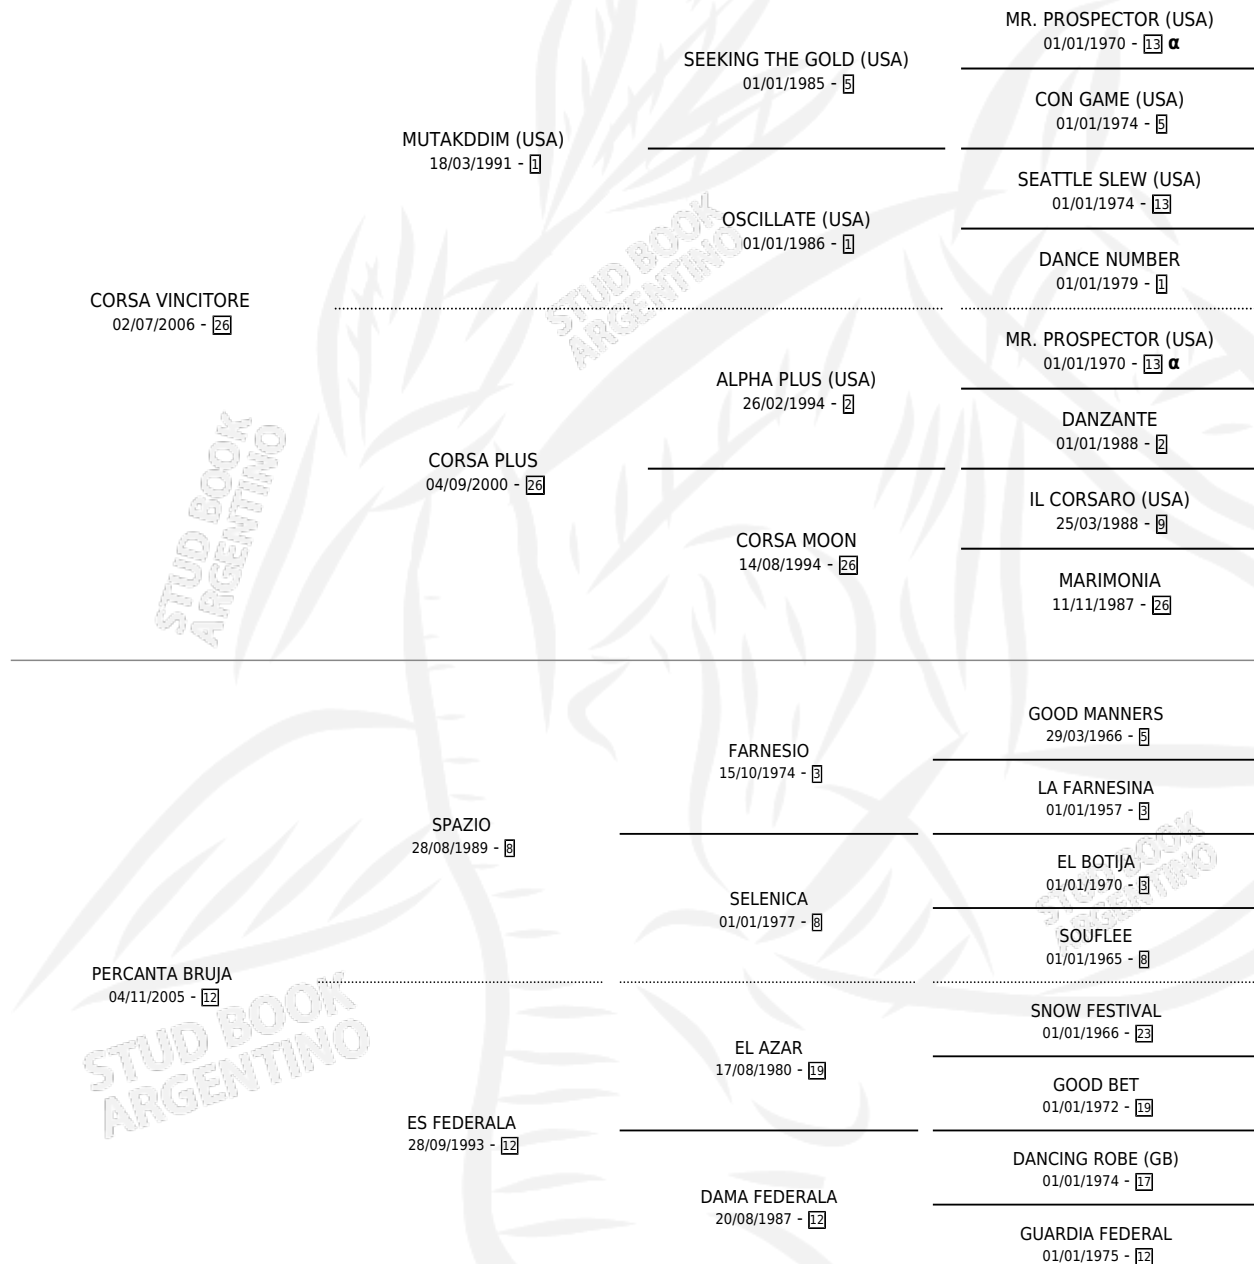 MR. PROSPECTOR (USA)
01/01/1970 - 13 α
SEEKING THE GOLD (USA)
01/01/1985 - 5
CON GAME (USA)
01/01/1974 - 5
MUTAKDDIM (USA)
18/03/1991 - 1
SEATTLE SLEW (USA)
01/01/1974 - 13
OSCILLATE (USA)
01/01/1986 - 1
DANCE NUMBER
01/01/1979 - 1
CORSA VINCITORE
02/07/2006 - 26
STUD BOOK
ARGENTINO
MR. PROSPECTOR (USA)
01/01/1970 - 13 α
ALPHA PLUS (USA)
26/02/1994 - 2
DANZANTE
01/01/1988 - 2
CORSA PLUS
04/09/2000 - 26
IL CORSARO (USA)
25/03/1988 - 9
CORSA MOON
14/08/1994 - 26
MARIMONIA
11/11/1987 - 26
STUD BOOK
ARGENTINO
GOOD MANNERS
29/03/1966 - 5
FARNESIO
15/10/1974 - 3
LA FARNESINA
01/01/1957 - 3
SPAZIO
28/08/1989 - 8
EL BOTIJA
01/01/1970 - 3
STUD BOOK
ARGENTINO
SELENICA
01/01/1977 - 8
SOUFLEE
01/01/1965 - 8
PERCANTA BRUJA
04/11/2005 - 12
STUD BOOK
ARGENTINO
SNOW FESTIVAL
01/01/1966 - 23
EL AZAR
17/08/1980 - 19
GOOD BET
01/01/1972 - 19
ES FEDERALA
28/09/1993 - 12
DANCING ROBE (GB)
01/01/1974 - 17
DAMA FEDERALA
20/08/1987 - 12
GUARDIA FEDERAL
01/01/1975 - 12